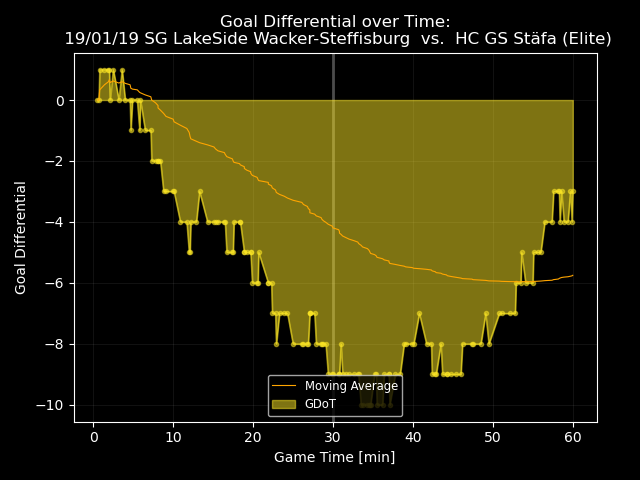 Goal Differential over Time:
19/01/19 SG LakeSide Wacker-Steffisburg  vs.  HC GS Stäfa (Elite)
Goal Differential
0
−2
−4
−6
−8
−10
Moving Average
GDoT
0 10 20 30 40 50 60
Game Time [min]